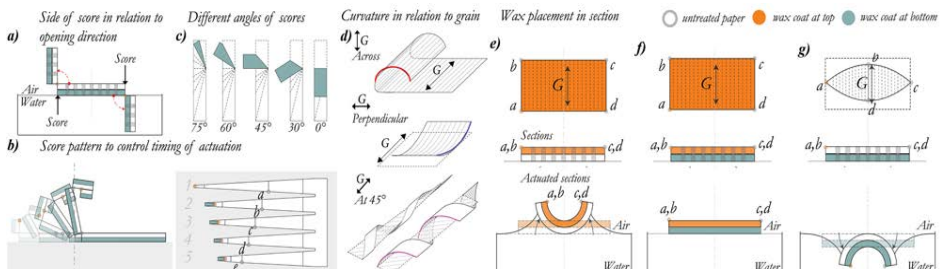 Side of score in relation to
opening direction
a)
Score
Air
Water
Score
b) Score pattern to control timing of actuation
Different angles of scores
c)
75° 60° 45° 30° 0°
1
2
3
4
5
a
b
c
d
e
Curvature in relation to grain
d)
G
Across
G
G
Perpendicular
G
G
At 45°
Wax placement in section
untreated paper
wax coat at top
wax coat at bottom
e)
b c
G
a d
Sections
a,b c,d
Actuated sections
a,b c,d
Air
Water
f)
b c
G
a d
a,b c,d
a,b c,d
Air
Water
g)
b
a G c
d
a,b c,d
Air
Water